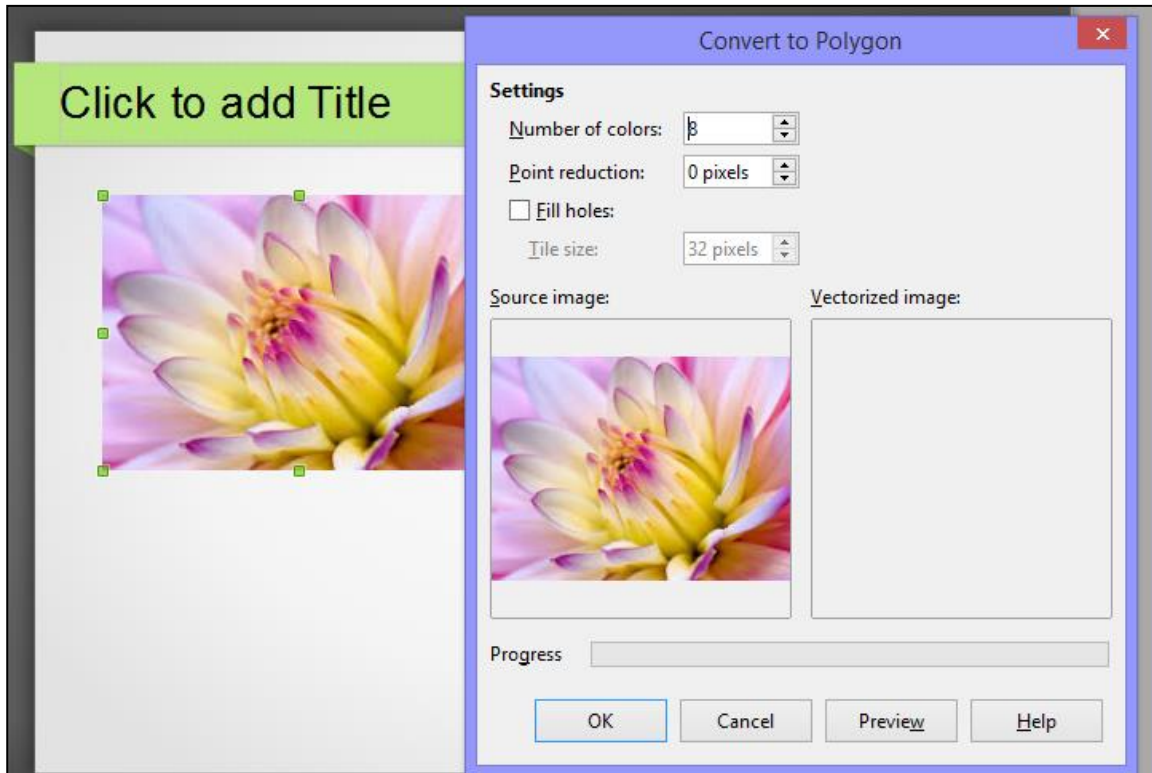 Click to add Title
Convert to Polygon
Settings
Number of colors: 8
Point reduction: 0 pixels
Fill holes:
Tile size: 32 pixels
Source image: Vectorized image:
Progress
OK Cancel Preview Help